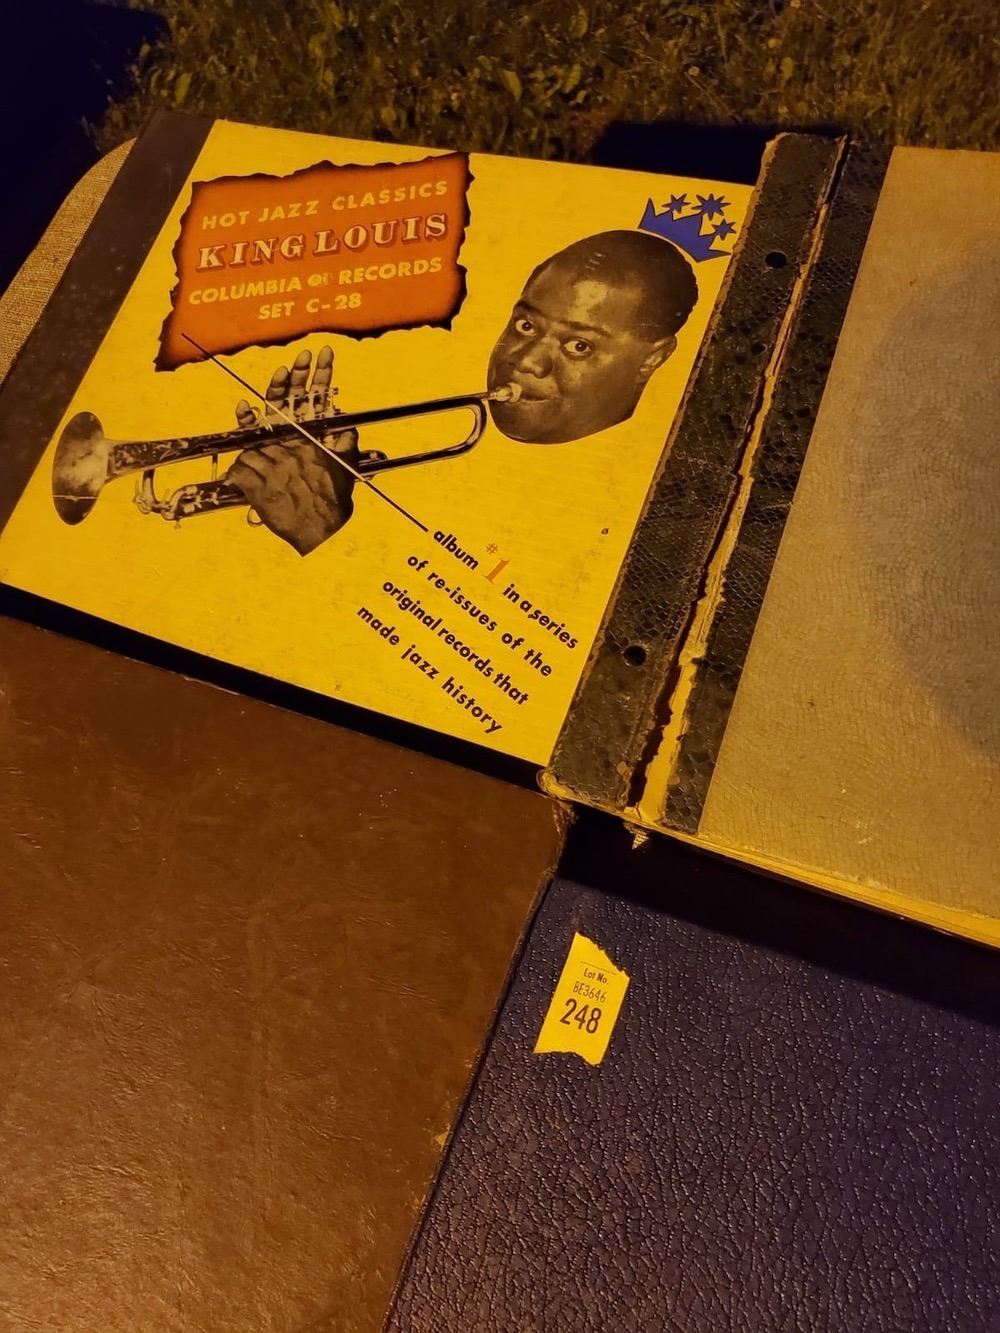 HOT JAZZ CLASSICS
KING LOUIS
COLUMBIA RECORDS
SET C-28
album #1 in a series
of re-issues of the
original records that
made jazz history
Lot No.
BE3646
248